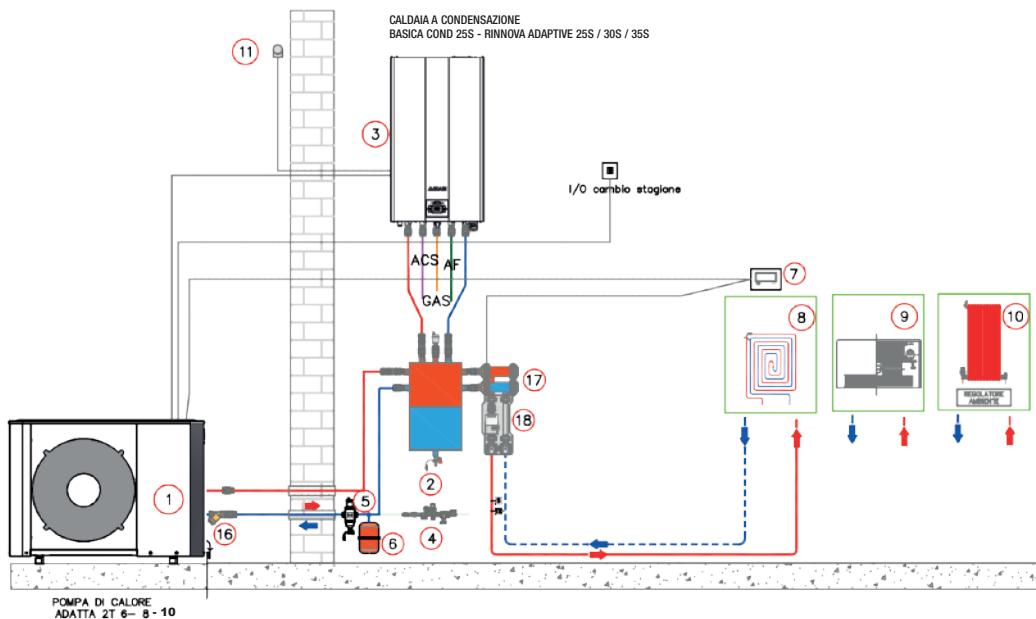 CALDAIA A CONDENSAZIONE
BASICA COND 25S - RINNOVA ADAPTIVE 25S / 30S / 35S
11
3
I/O cambio stagione
ACS
AF
GAS
7
8
9
10
REGOLATORE
AMBIENTE
17
18
2
1
5
16
6
4
POMPA DI CALORE
ADATTA 2T 6- 8 - 10